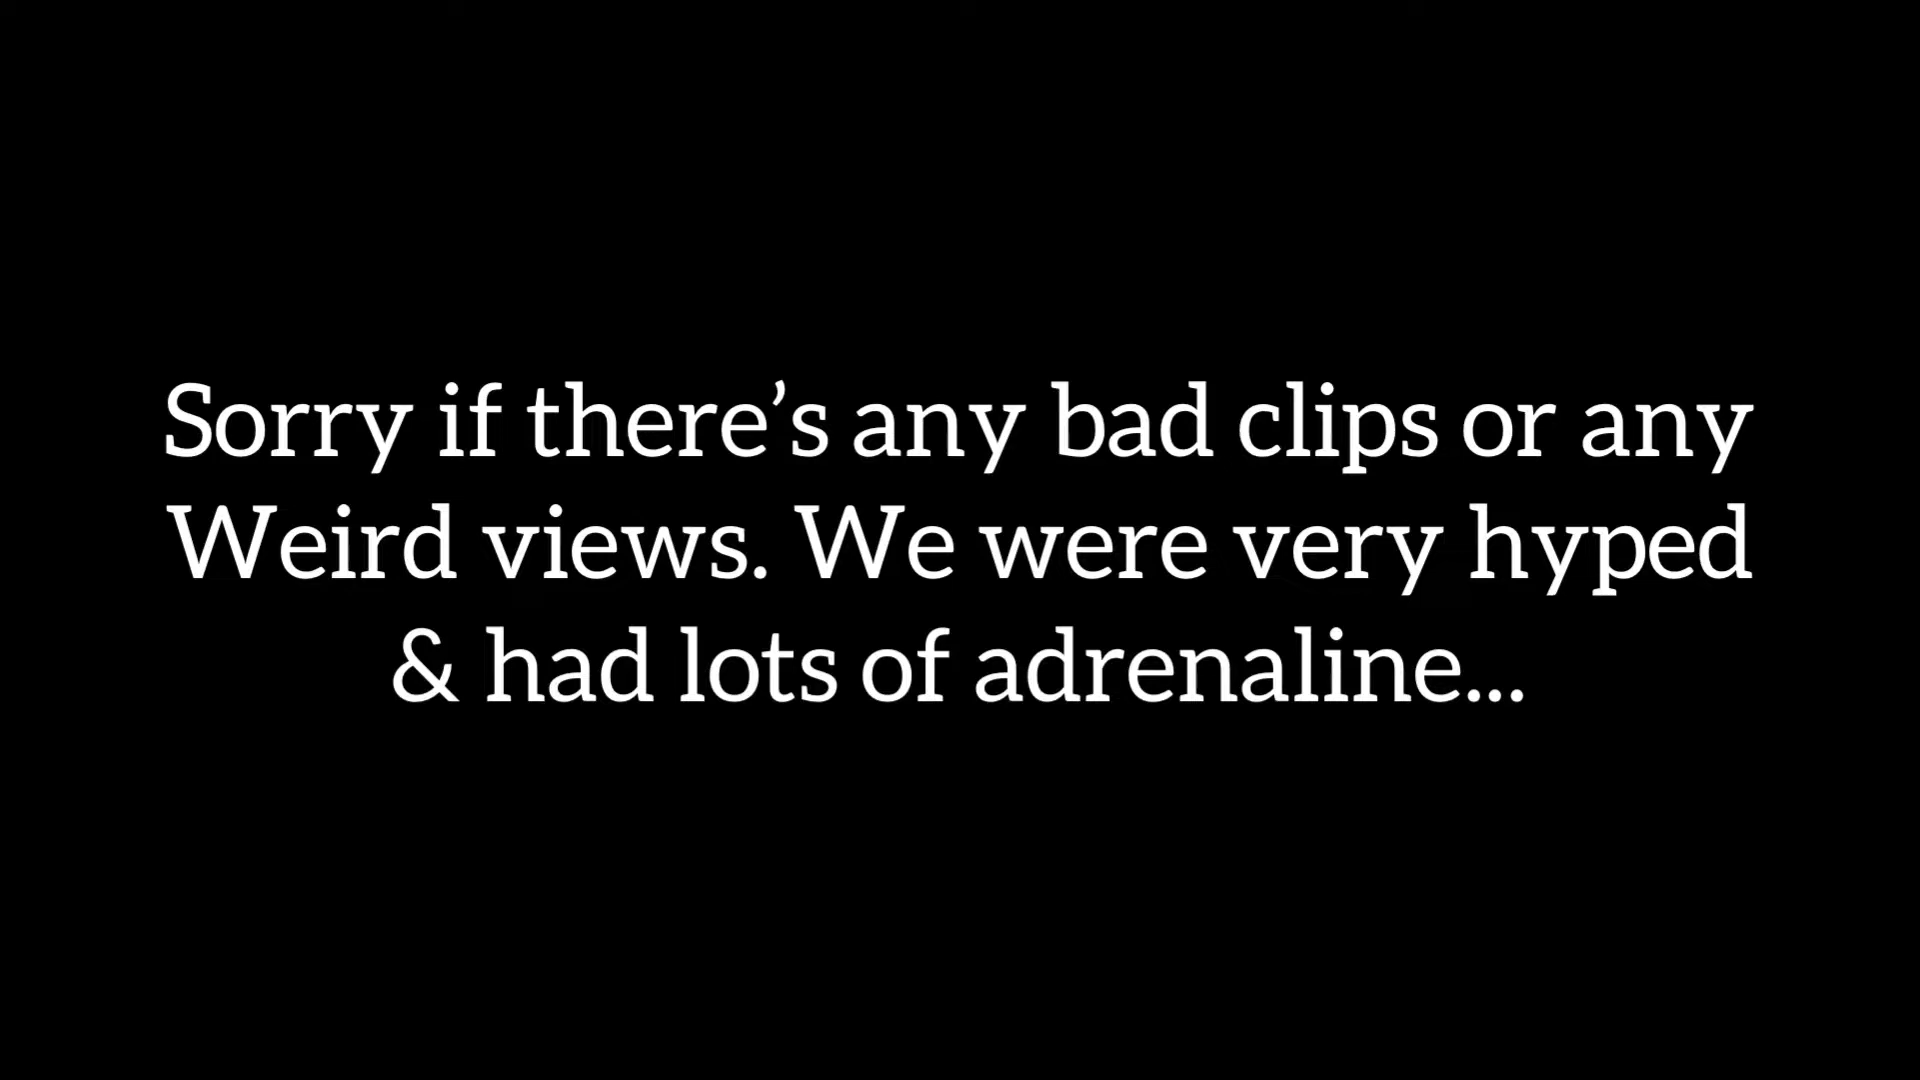 Sorry if there’s any bad clips or any
Weird views. We were very hyped
& had lots of adrenaline...